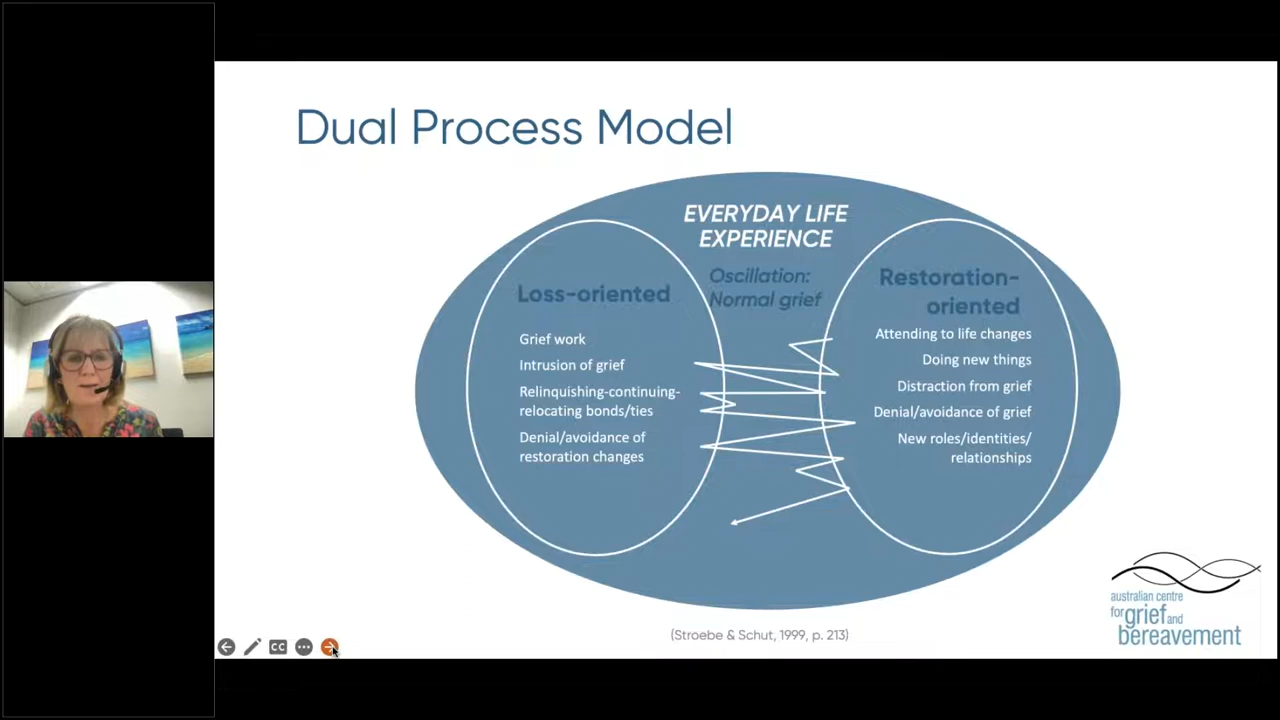 Dual Process Model
EVERYDAY LIFE
EXPERIENCE
Oscillation:
Normal grief
Loss-oriented
Grief work
Intrusion of grief
Relinquishing-continuing-
relocating bonds/ties
Denial/avoidance of
restoration changes
Restoration-
oriented
Attending to life changes
Doing new things
Distraction from grief
Denial/avoidance of grief
New roles/identities/
relationships
(Stroebe & Schut, 1999, p. 213)
australian centre
for grief and
bereavement
CC